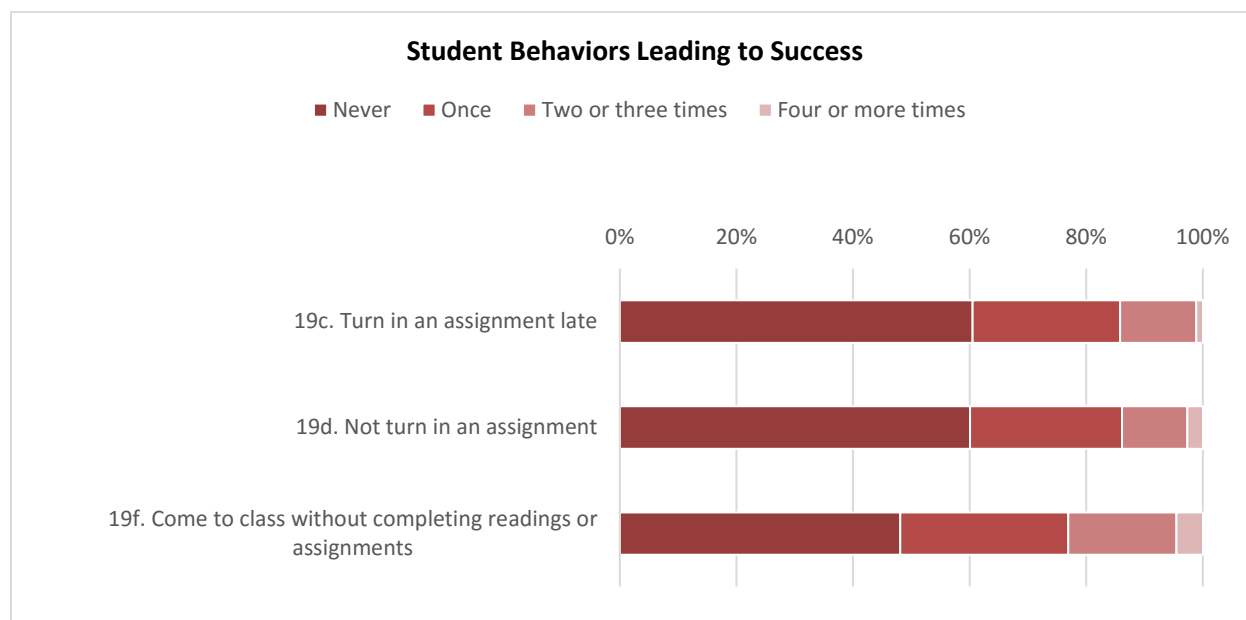 Student Behaviors Leading to Success
Never Once Two or three times Four or more times
0% 20% 40% 60% 80% 100%
19c. Turn in an assignment late
19d. Not turn in an assignment
19f. Come to class without completing readings or
assignments